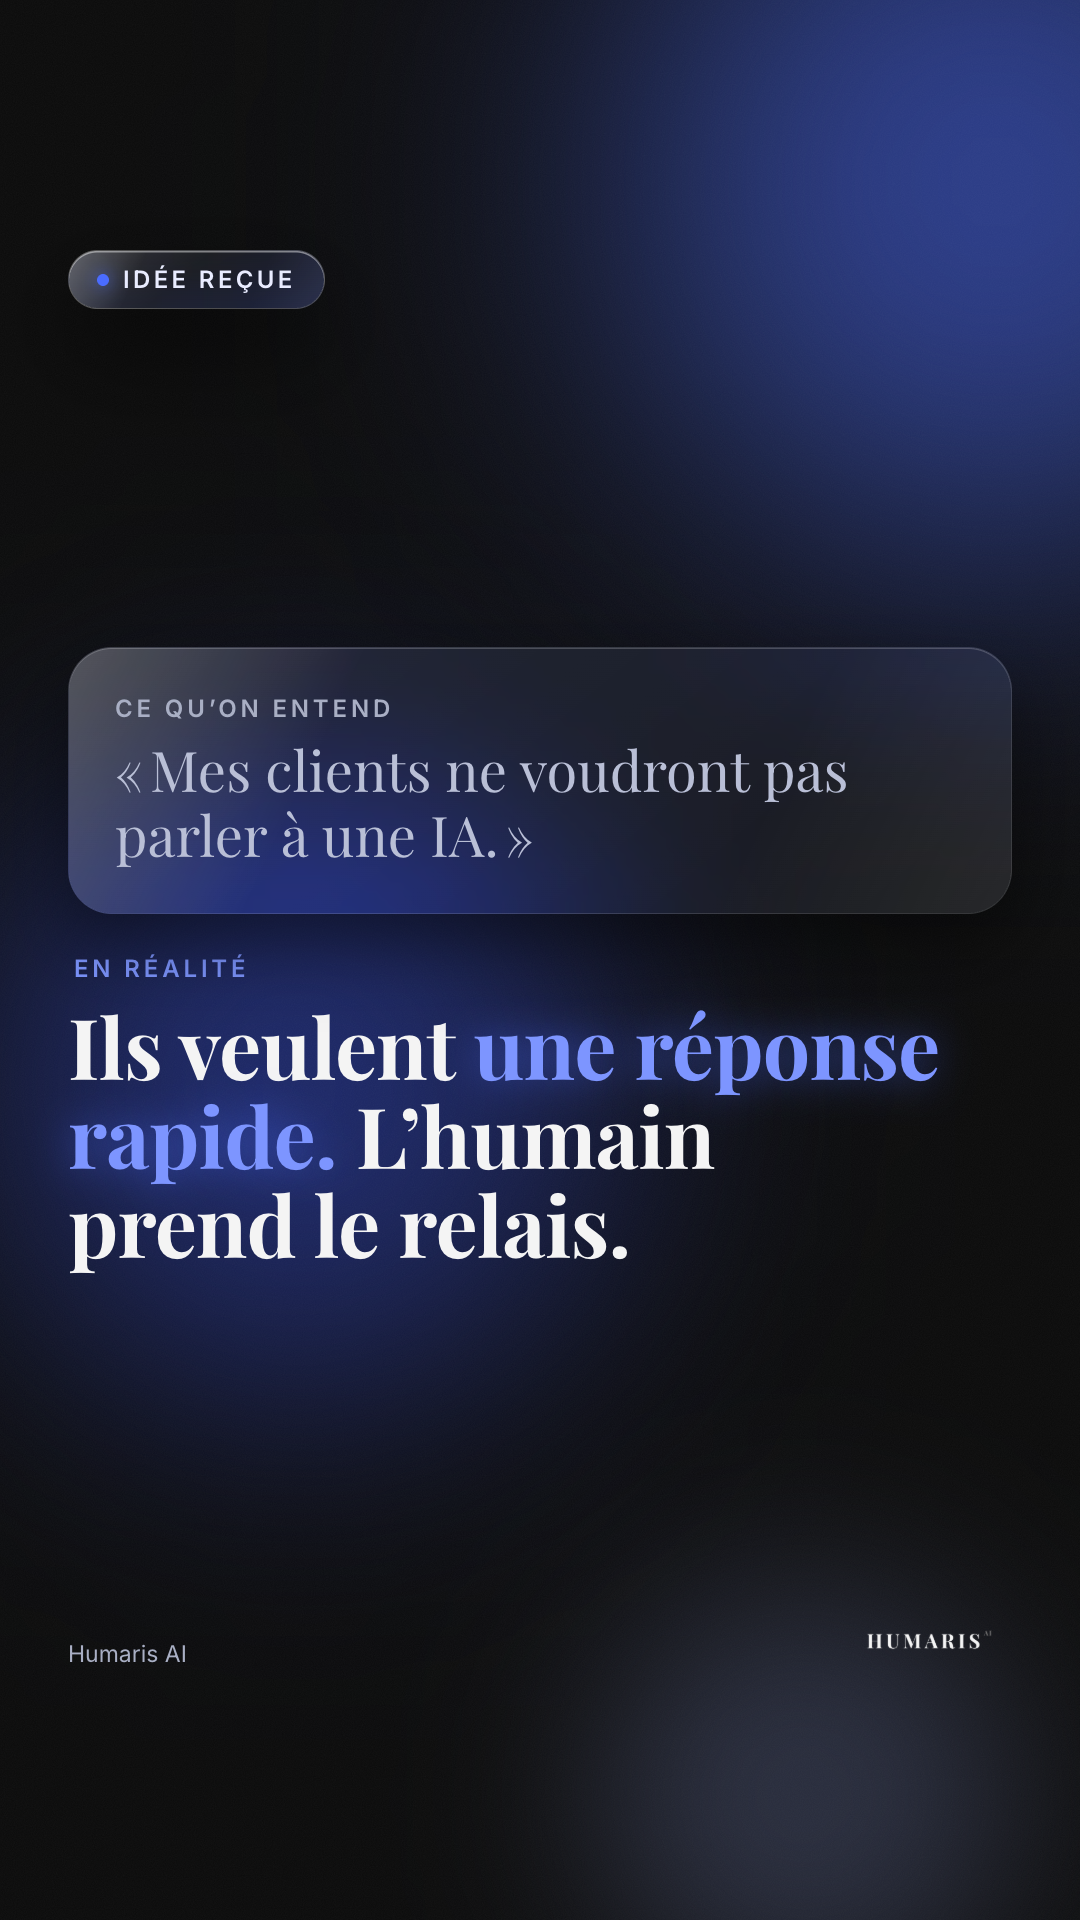 IDÉE REÇUE
CE QU’ON ENTEND
« Mes clients ne voudront pas
parler à une IA. »
EN RÉALITÉ
Ils veulent une réponse
rapide. L’humain
prend le relais.
Humaris AI
HUMARIS AI